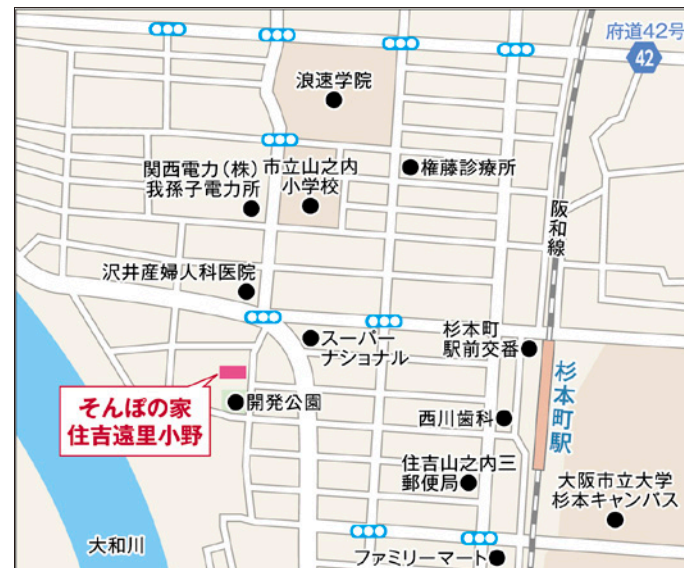 府道42号
42
浪速学院
関西電力(株)
我孫子電力所
市立山之内
小学校
権藤診療所
阪和線
沢井産婦人科医院
スーパー
ナショナル
杉本町
駅前交番
そんぽの家
住吉遠里小野
開発公園
西川歯科
杉本町駅
住吉山之内三
郵便局
大阪市立大学
杉本キャンパス
大和川
ファミリーマート